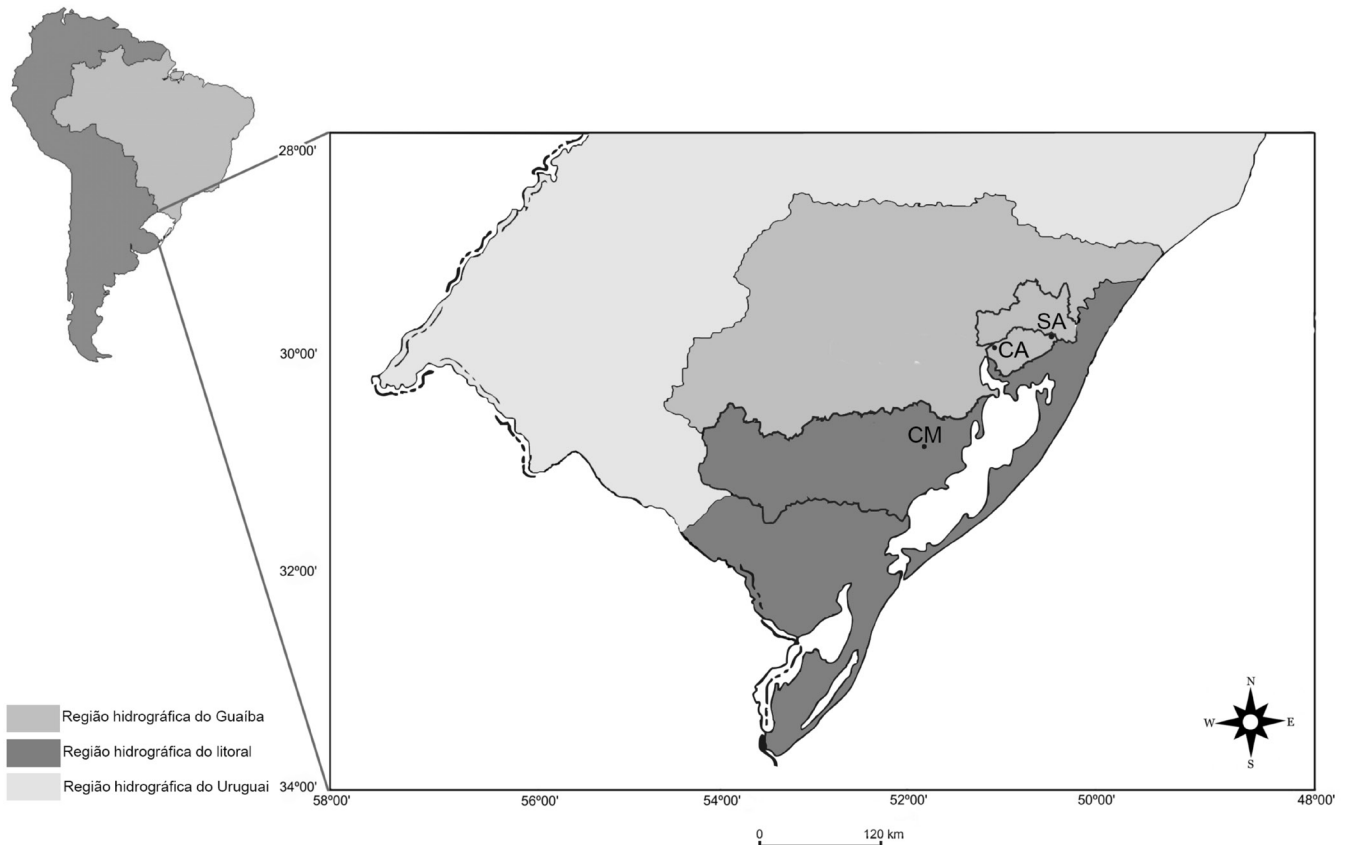 28º00'
30º00'
32º00'
34º00'
SA
CA
CM
N
W E
S
Região hidrográfica do Guaíba
Região hidrográfica do litoral
Região hidrográfica do Uruguai
58º00' 56º00' 54º00' 52º00' 50º00' 48º00'
0 120 km